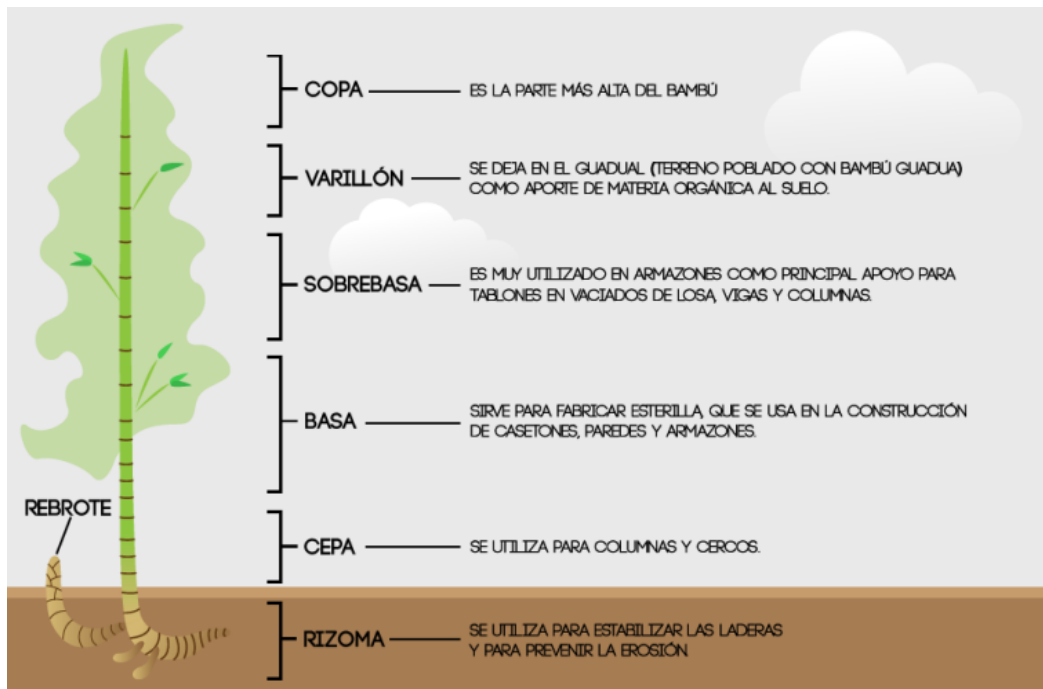 COPA
ES LA PARTE MÁS ALTA DEL BAMBÚ
VARILLÓN
SE DEJA EN EL GUADUAL (TERRENO POBLADO CON BAMBÚ GUADUA)
COMO APORTE DE MATERIA ORGÁNICA AL SUELO.
SOBREBASA
ES MUY UTILIZADO EN ARMAZONES COMO PRINCIPAL APOYO PARA
TABLONES EN VACIADOS DE LOSA, VIGAS Y COLUMNAS.
BASA
SIRVE PARA FABRICAR ESTERILLA, QUE SE USA EN LA CONSTRUCCIÓN
DE CASETONES, PAREDES Y ARMAZONES.
REBROTE
CEPA
SE UTILIZA PARA COLUMNAS Y CERCOS.
RIZOMA
SE UTILIZA PARA ESTABILIZAR LAS LADERAS
Y PARA PREVENIR LA EROSIÓN.